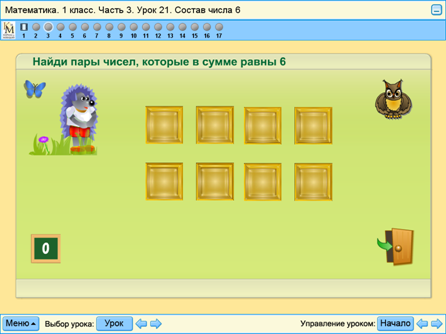 Математика. 1 класс. Часть 3. Урок 21. Состав числа 6
1 2 3 4 5 6 7 8 9 10 11 12 13 14 15 16 17
Найди пары чисел, которые в сумме равны 6
0
Меню Выбор урока: Урок Управление уроком: Начало